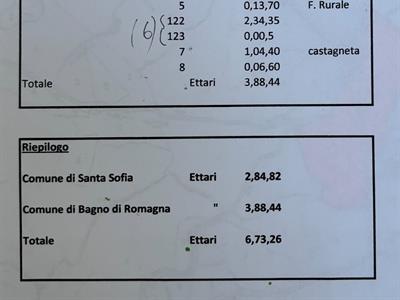 5 0,13,70 F. Rurale
(6) { 122 2,34,35
123 0,00,5
7 " 1,04,40 castagneta
8 0,06,60
Totale Ettari 3,88,44
Riepilogo
Comune di Santa Sofia Ettari 2,84,82
Comune di Bagno di Romagna " 3,88,44
Totale Ettari 6,73,26